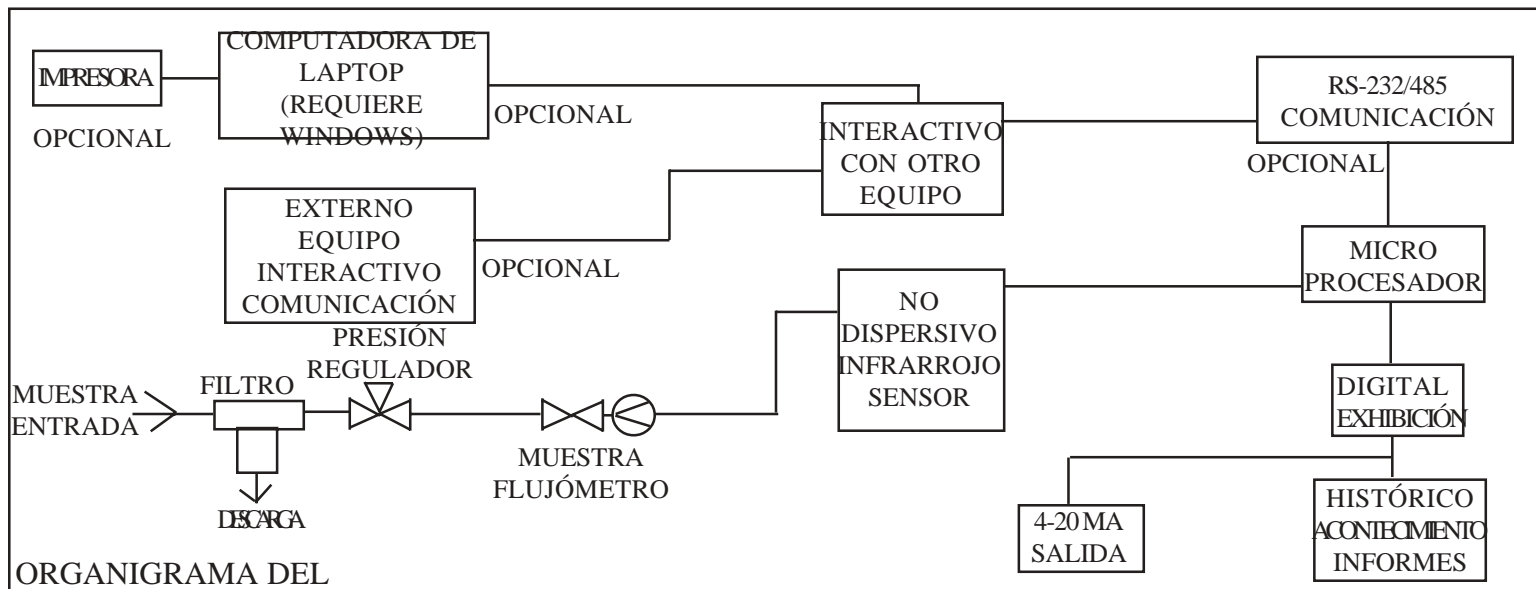 IMPRESORA
OPCIONAL
COMPUTADORA DE
LAPTOP
(REQUIERE
WINDOWS)
OPCIONAL
INTERACTIVO
CON OTRO
EQUIPO
RS-232/485
COMUNICACIÓN
OPCIONAL
EXTERNO
EQUIPO
INTERACTIVO
COMUNICACIÓN
OPCIONAL
MICRO
PROCESADOR
NO
DISPERSIVO
INFRARROJO
SENSOR
PRESIÓN
REGULADOR
FILTRO
MUESTRA
ENTRADA
DESCARGA
MUESTRA
FLUJÓMETRO
DIGITAL
EXHIBICIÓN
4-20 MA
SALIDA
HISTÓRICO
ACONTECIMIENTO
INFORMES
ORGANIGRAMA DEL